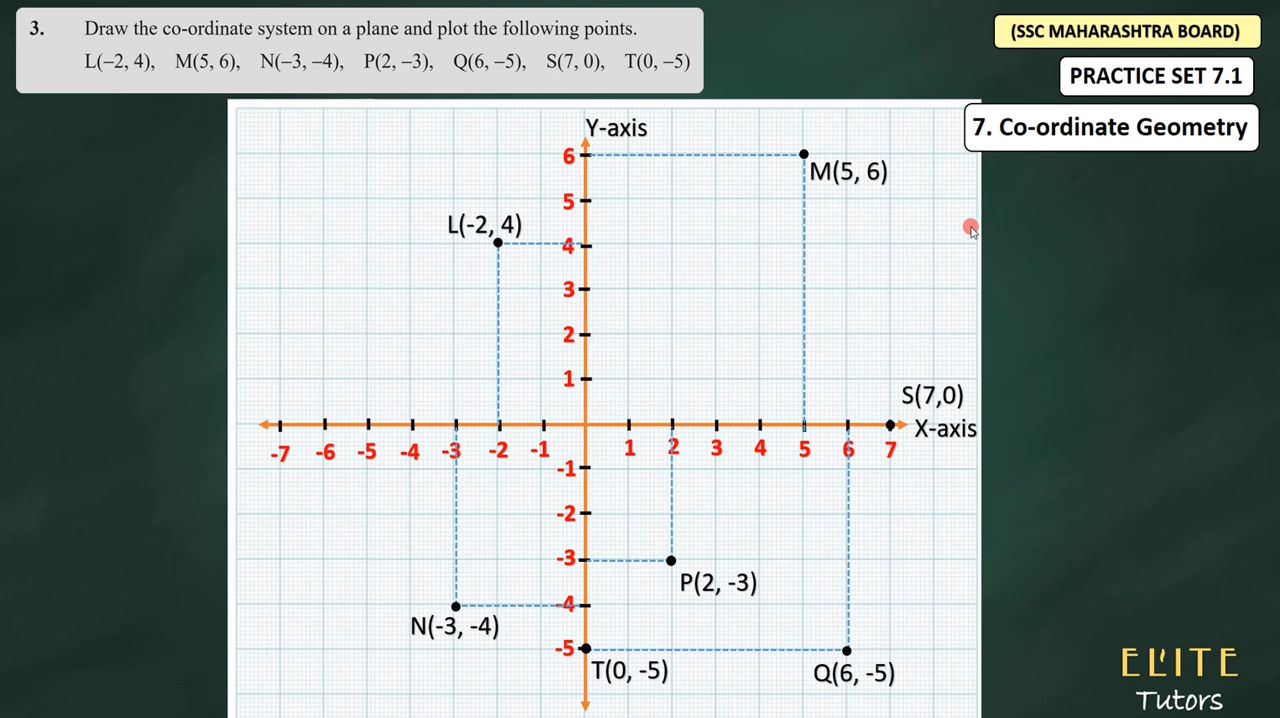 3. Draw the co-ordinate system on a plane and plot the following points.
L(–2, 4), M(5, 6), N(–3, –4), P(2, –3), Q(6, –5), S(7, 0), T(0, –5)
(SSC MAHARASHTRA BOARD)
PRACTICE SET 7.1
7. Co-ordinate Geometry
Y-axis
6
M(5, 6)
5
L(-2, 4)
4
3
2
1
S(7,0)
X-axis
-7 -6 -5 -4 -3 -2 -1 1 2 3 4 5 6 7
-1
-2
-3
P(2, -3)
-4
N(-3, -4)
-5
T(0, -5) Q(6, -5)
ELITE
Tutors